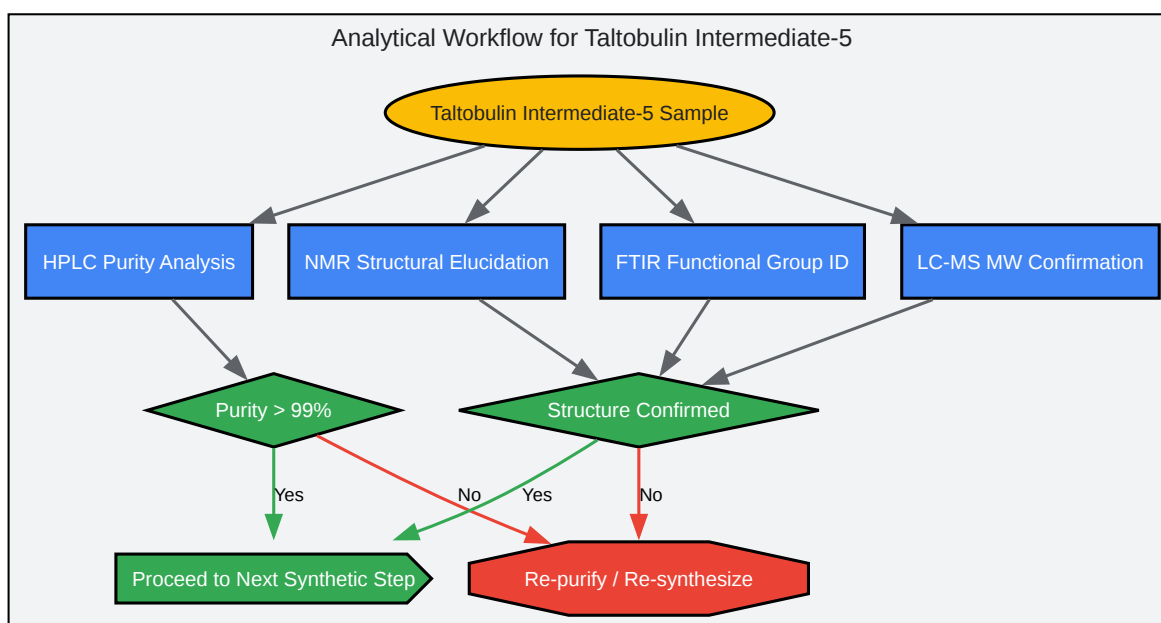 Analytical Workflow for Taltobulin Intermediate-5
Taltobulin Intermediate-5 Sample
HPLC Purity Analysis
NMR Structural Elucidation
FTIR Functional Group ID
LC-MS MW Confirmation
Purity > 99%
Structure Confirmed
Yes
No
Yes
No
Proceed to Next Synthetic Step
Re-purify / Re-synthesize